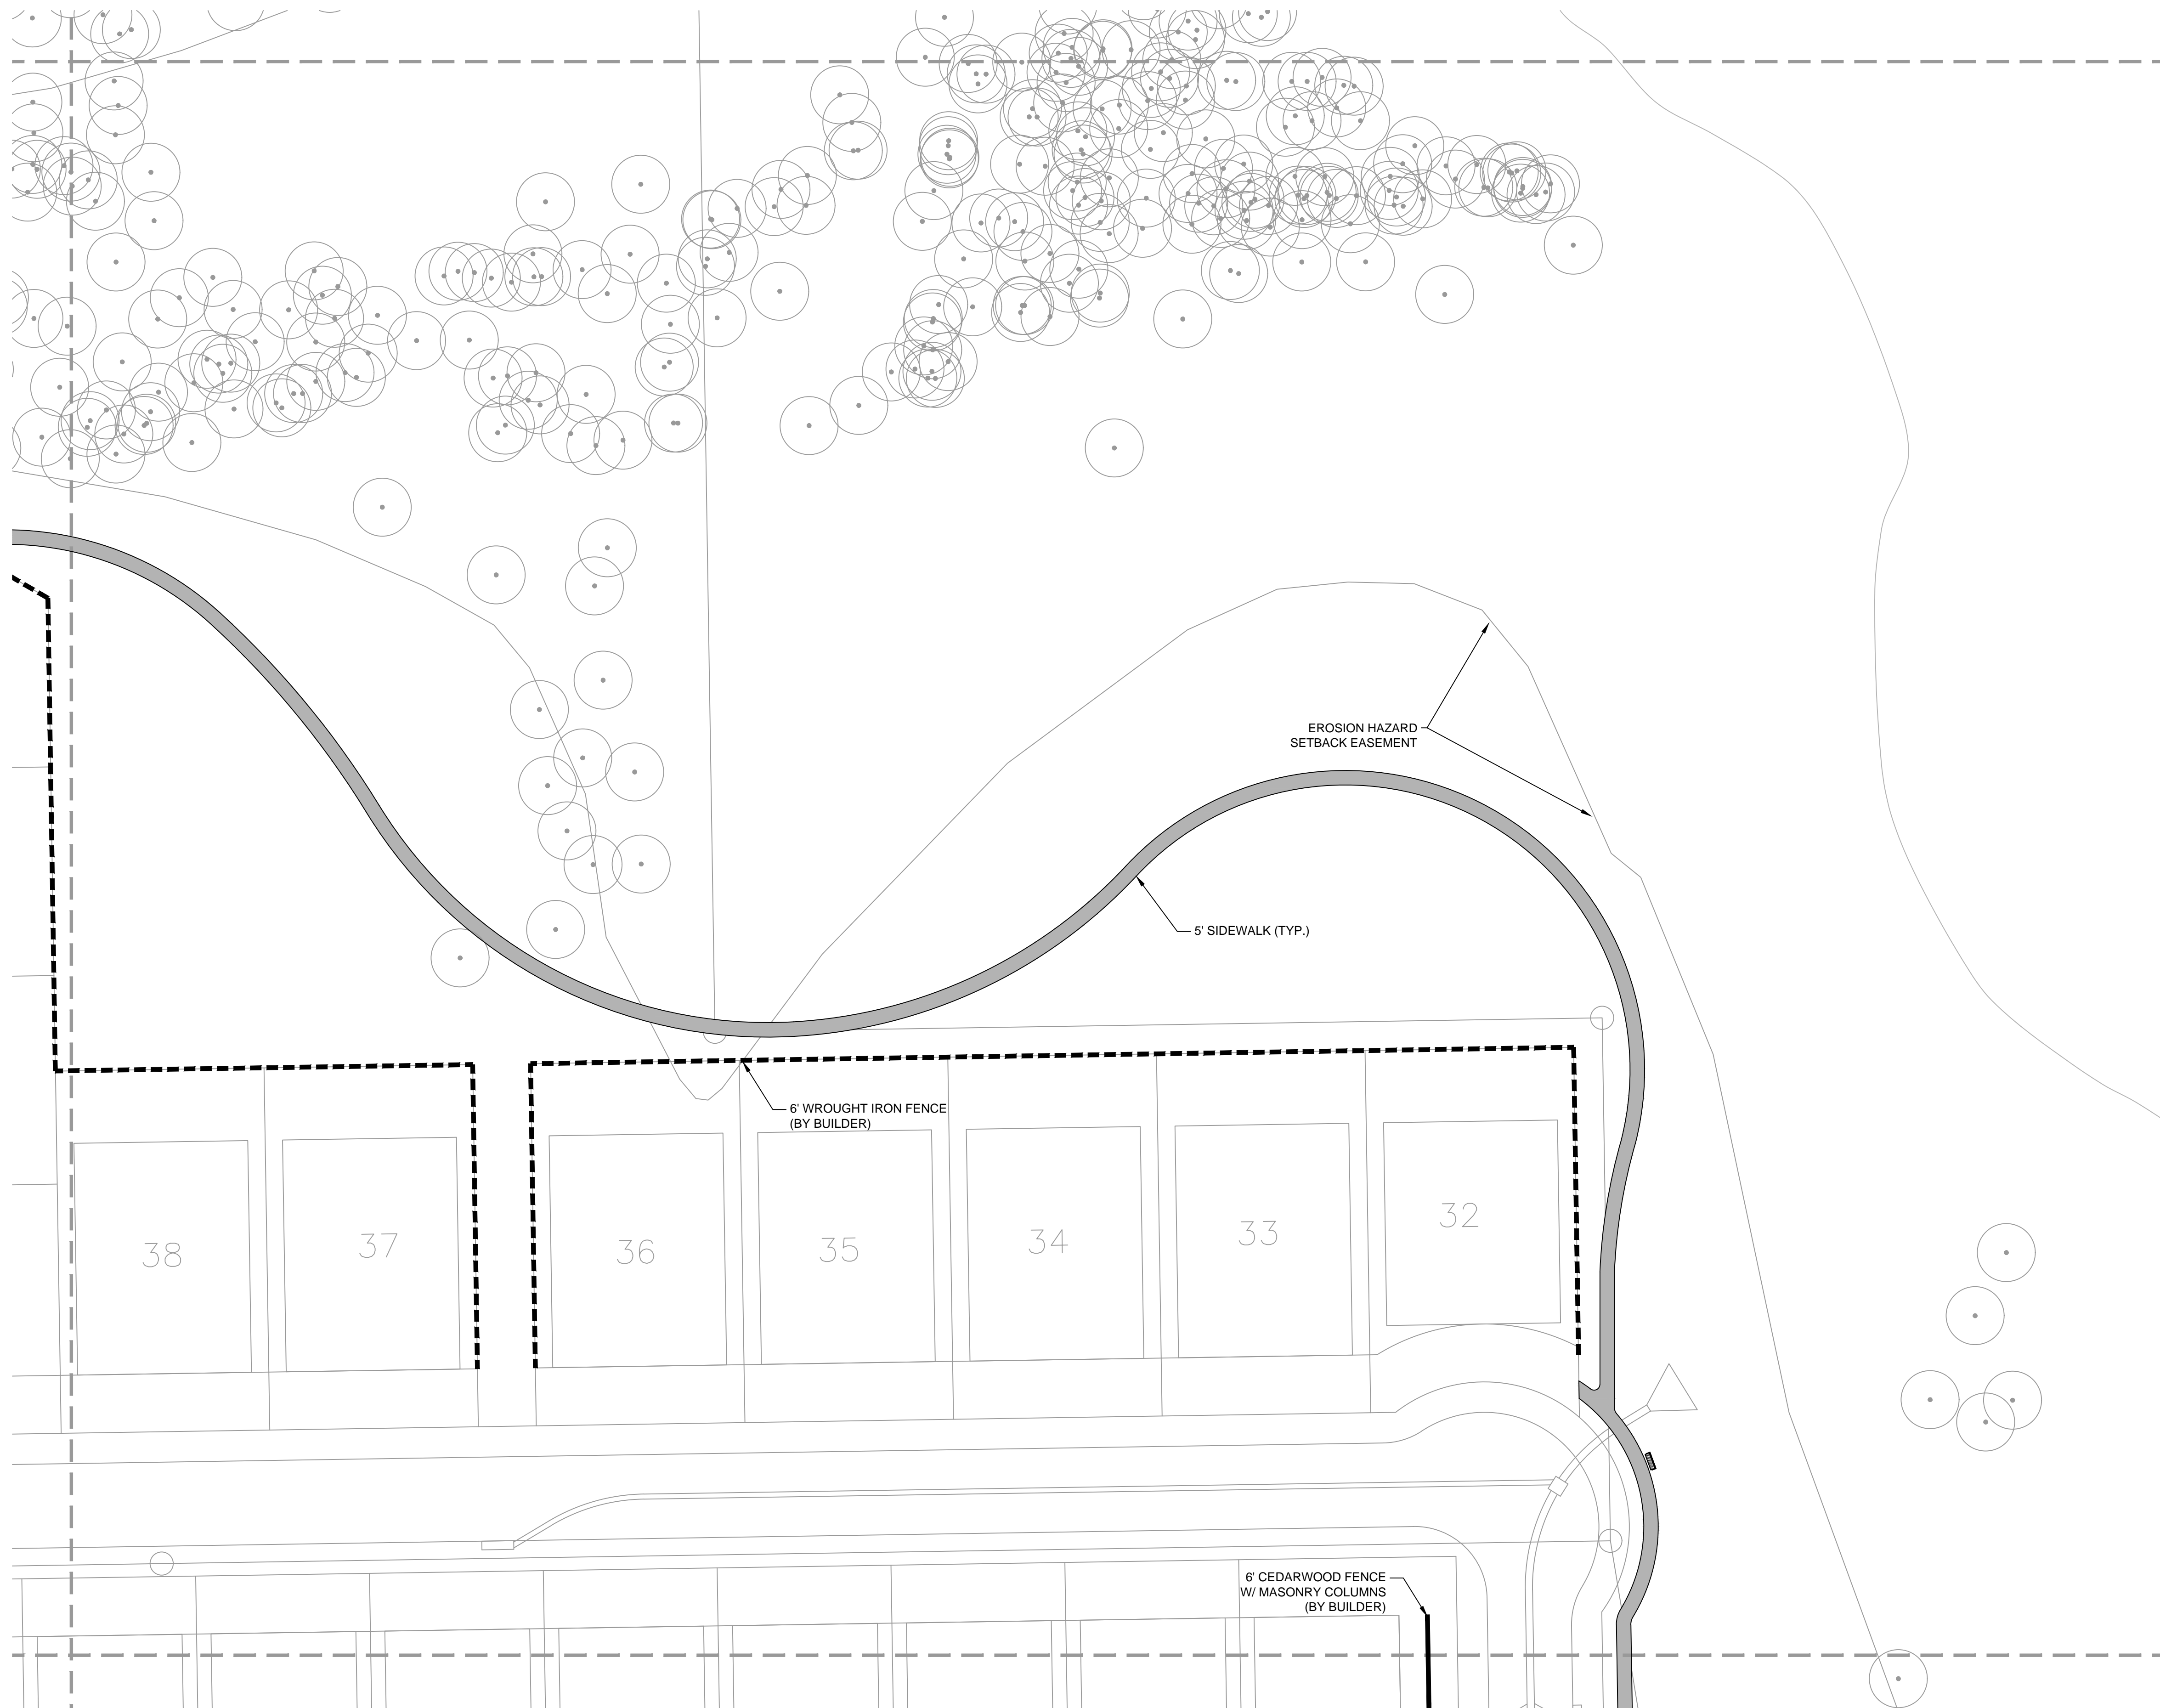 EROSION HAZARD
SETBACK EASEMENT
5' SIDEWALK (TYP.)
6' WROUGHT IRON FENCE
(BY BUILDER)
38
37
36
35
34
33
32
6' CEDARWOOD FENCE
W/ MASONRY COLUMNS
(BY BUILDER)